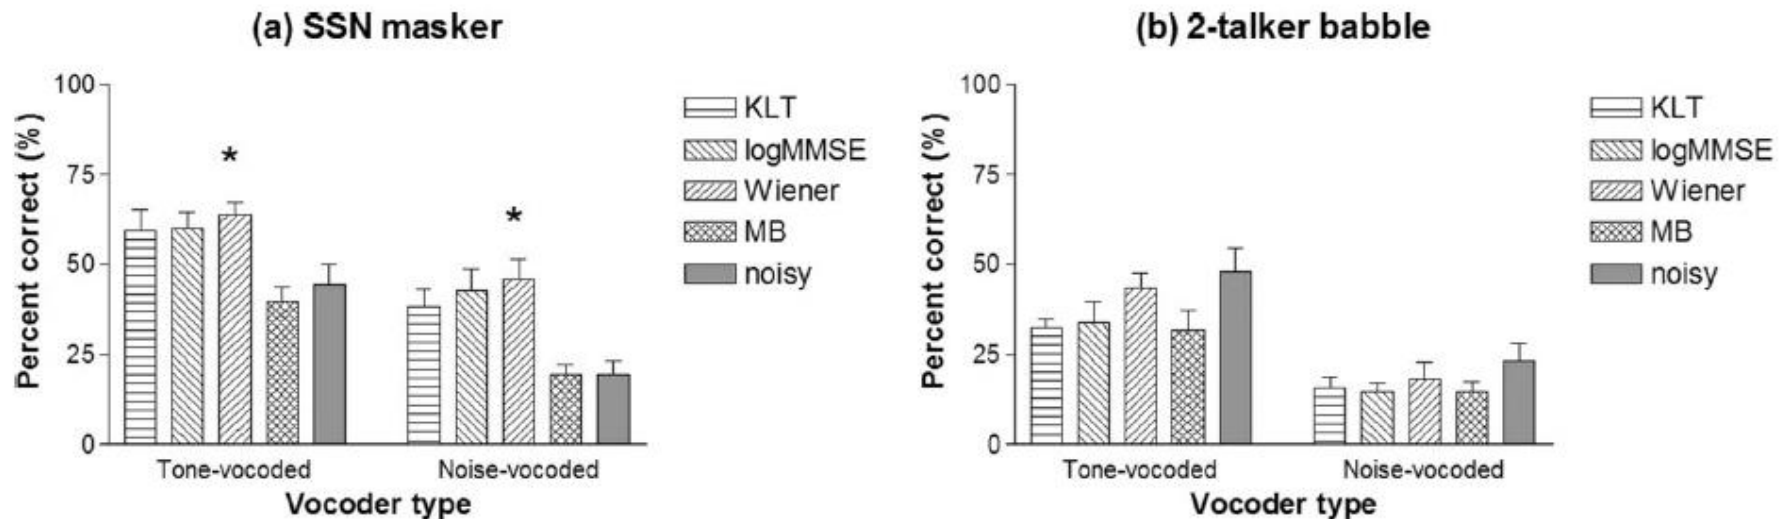 (a) SSN masker
Percent correct (%)
100
75
50
25
0
*
*
Tone-vocoded
Noise-vocoded
Vocoder type
KLT
logMMSE
Wiener
MB
noisy
(b) 2-talker babble
Percent correct (%)
100
75
50
25
0
Tone-vocoded
Noise-vocoded
Vocoder type
KLT
logMMSE
Wiener
MB
noisy